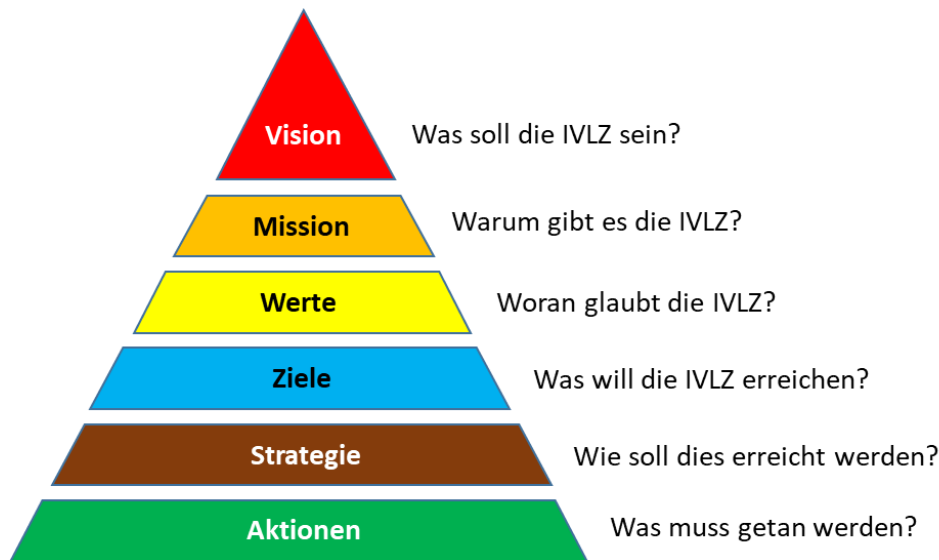 Vision
Was soll die IVLZ sein?
Mission
Warum gibt es die IVLZ?
Werte
Woran glaubt die IVLZ?
Ziele
Was will die IVLZ erreichen?
Strategie
Wie soll dies erreicht werden?
Aktionen
Was muss getan werden?